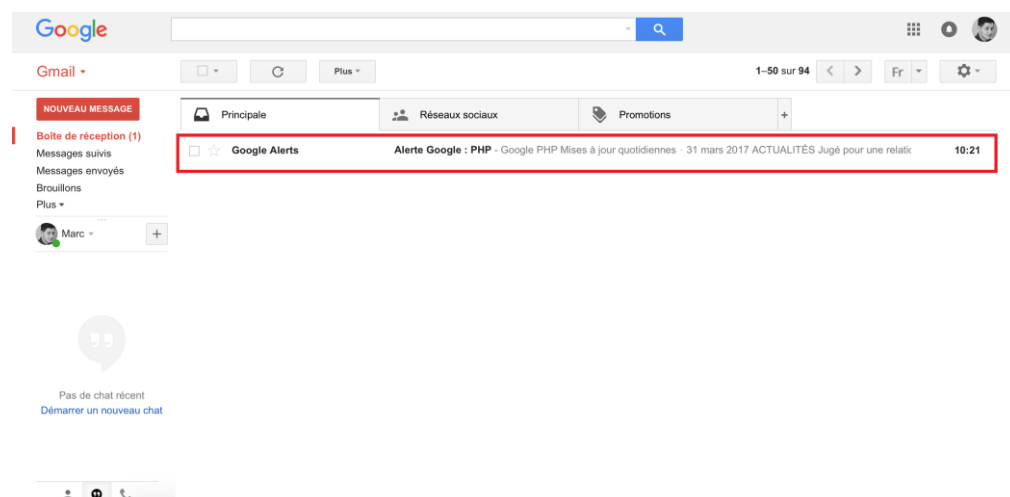 Google
Gmail
Plus
1–50 sur 94
Fr
NOUVEAU MESSAGE
Principale
Réseaux sociaux
Promotions
+
Boîte de réception (1)
Google Alerts
Alerte Google : PHP - Google PHP Mises à jour quotidiennes · 31 mars 2017 ACTUALITÉS Jugé pour une relatic
10:21
Messages suivis
Messages envoyés
Brouillons
Plus
Marc
+
Pas de chat récent
Démarrer un nouveau chat